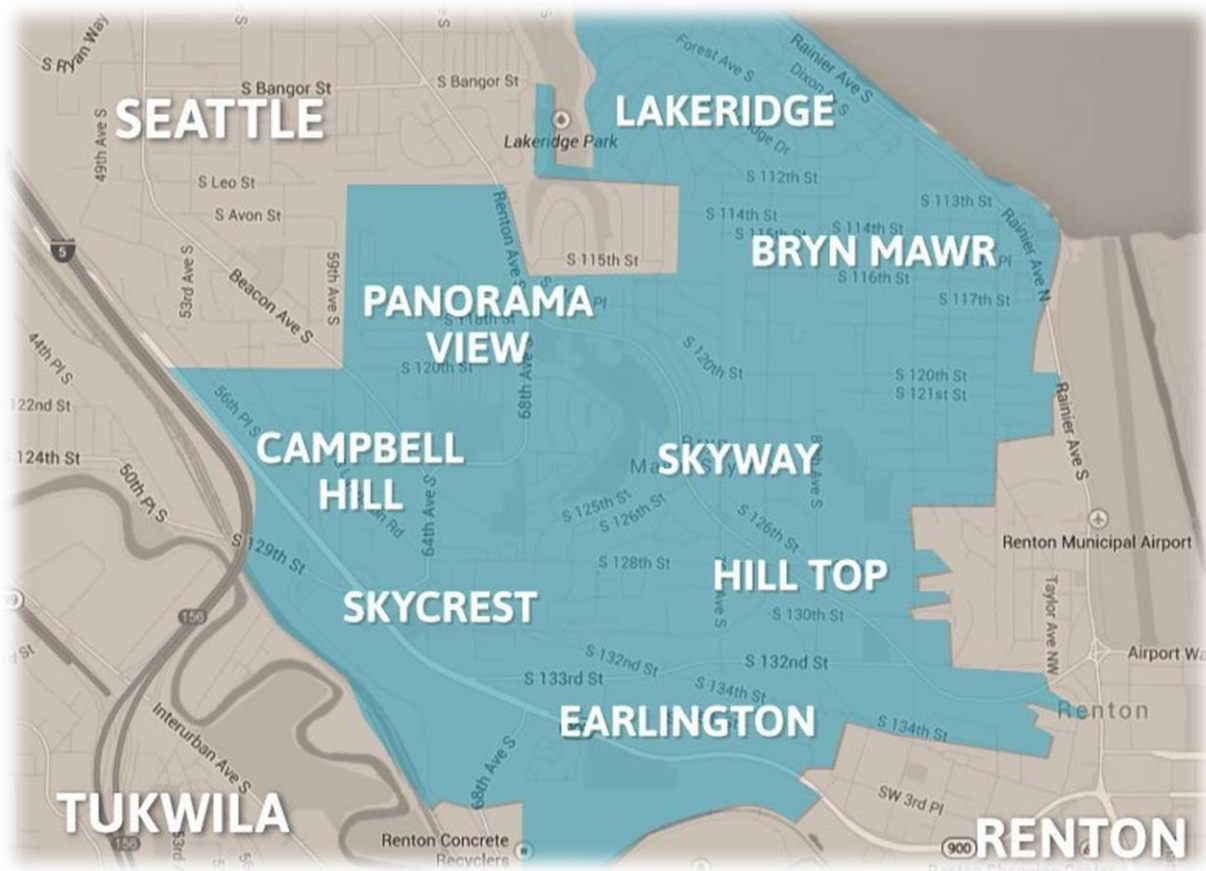 S Ryan Way
S Bangor St
S Bangor St
SEATTLE
49th Ave S
Lakeridge Park
Forest Ave S
Rainier Ave S
LAKERIDGE
S Leo St
S Avon St
S 112th St
S 113th St
S 114th St
S 114th St
53rd Ave S
59th Ave S
Beacon Ave S
Renton Ave S
S 115th St
BRYN MAWR
Rainier Ave N
S 116th St
S 117th St
5
PANORAMA
VIEW
S 120th St
68th Ave S
S 120th St
S 120th St
S 121st St
44th Pl S
122nd St
124th St
50th Pl S
56th Pl S
CAMPBELL
HILL
64th Ave S
SKYWAY
Rainier Ave S
S 125th St
S 126th St
S 126th St
Renton Municipal Airport
S 129th St
S 128th St
HILL TOP
S 130th St
Taylor Ave NW
156
SKYCREST
S 132nd St
S 132nd St
Airport Wa
S 133rd St
S 134th St
EARLINGTON
S 134th St
Renton
Interurban Ave S
68th Ave S
TUKWILA
156
Renton Concrete
Recyclers
SW 3rd Pl
900
RENTON